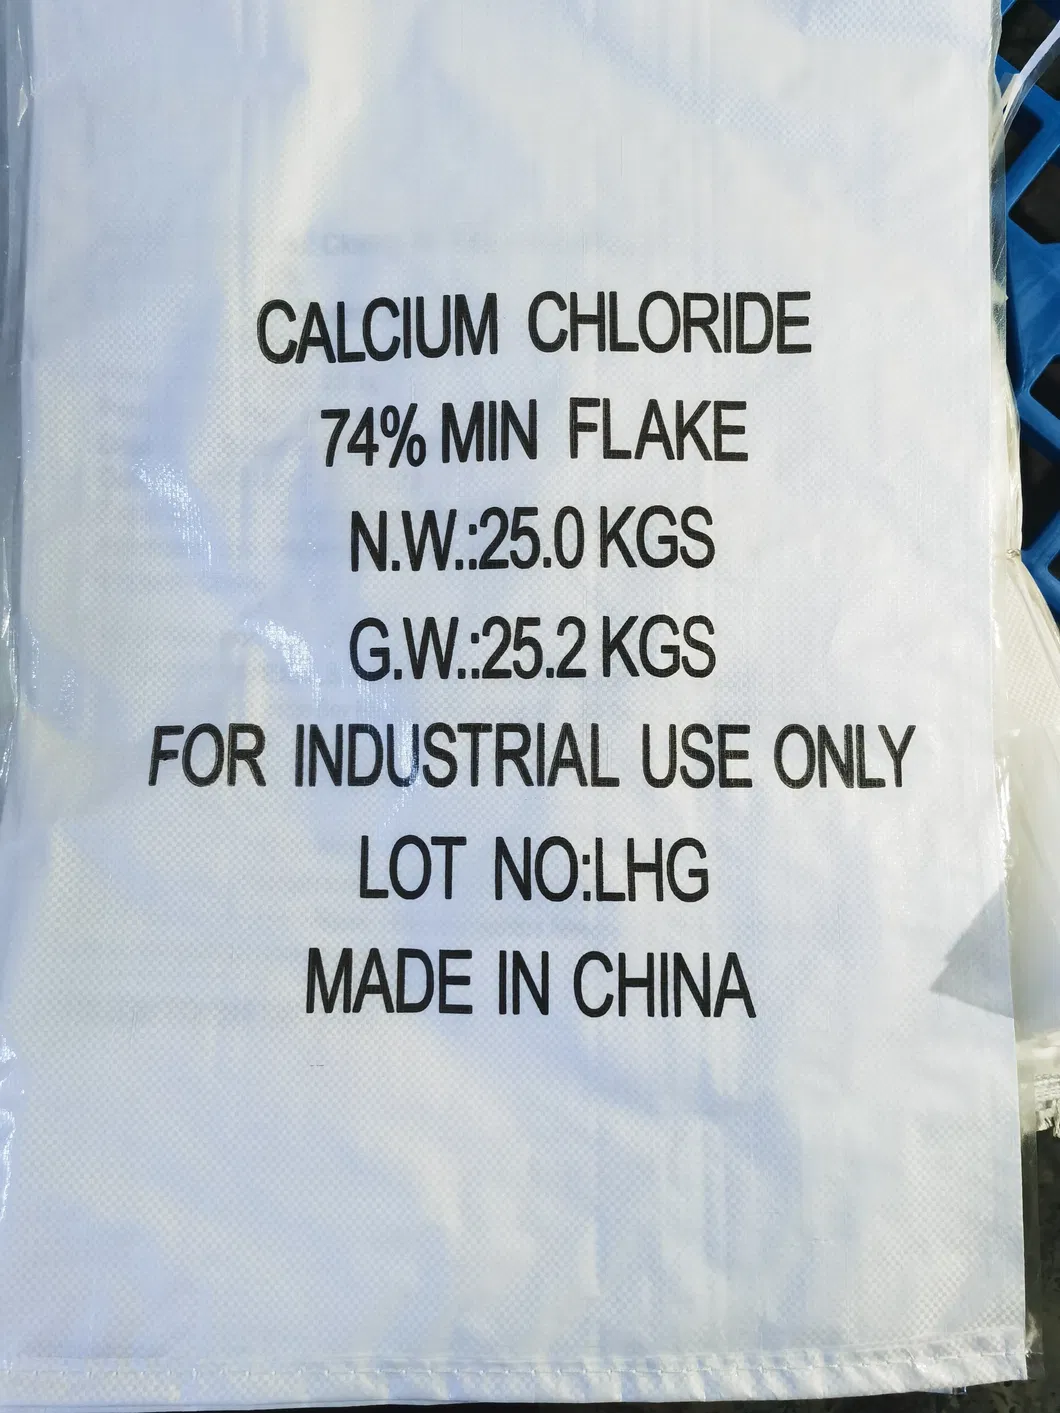 CALCIUM CHLORIDE
74% MIN FLAKE
N.W.:25.0 KGS
G.W.:25.2 KGS
FOR INDUSTRIAL USE ONLY
LOT NO:LHG
MADE IN CHINA